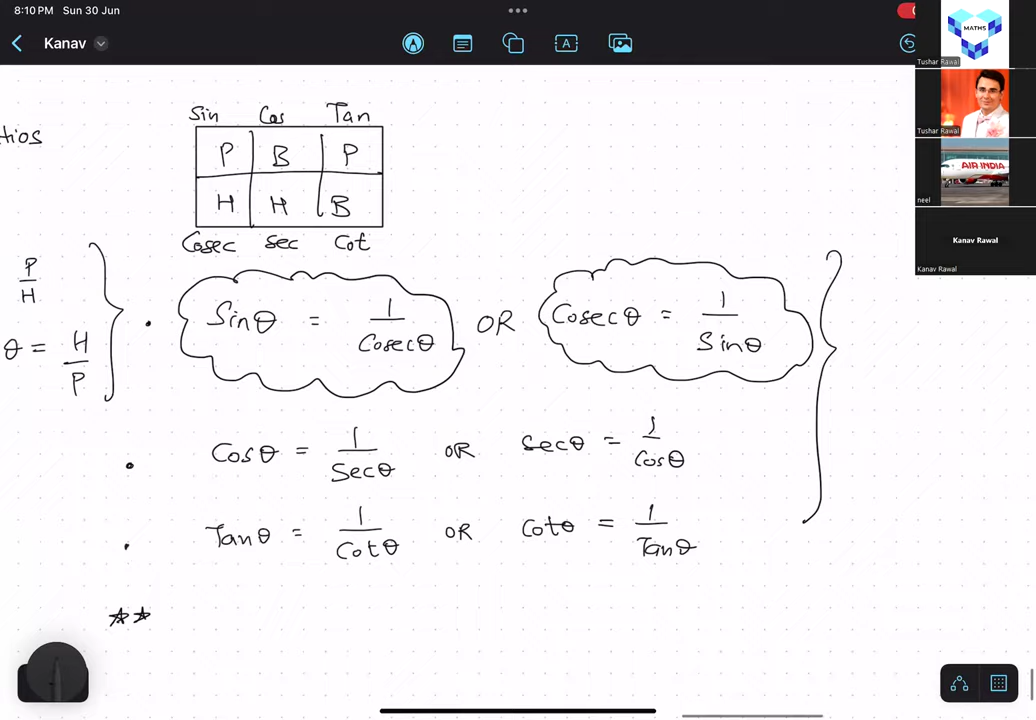 8:10 PM Sun 30 Jun
Kanav
A
MATHS
Tushar Rawal
Tushar Rawal
AIR INDIA
neel
Kanav Rawal
Kanav Rawal
Sin Cos Tan
P B P
H H B
Cosec sec Cot
P/H
θ = H/P
Sinθ = 1/Cosecθ OR Cosecθ = 1/Sinθ
Cosθ = 1/Secθ OR secθ = 1/Cosθ
Tanθ = 1/Cotθ OR Cotθ = 1/Tanθ